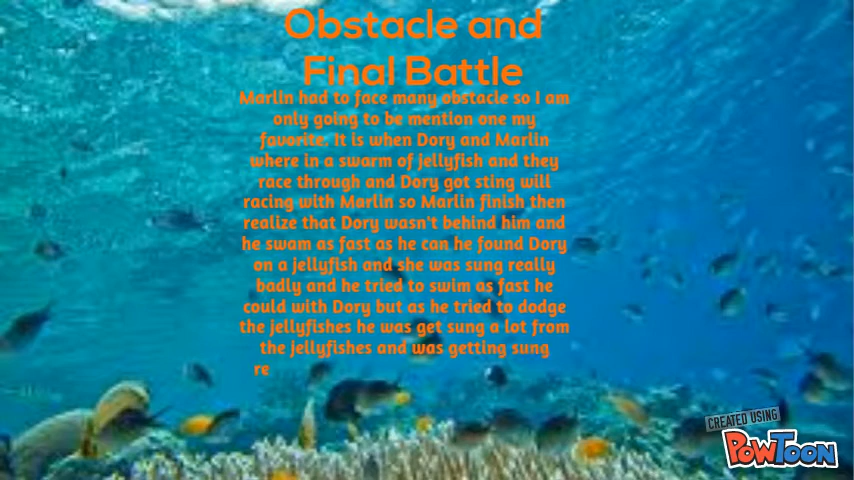 Obstacle and
Final Battle
Marlin had to face many obstacle so I am
only going to be mention one my
favorite. It is when Dory and Marlin
where in a swarm of jellyfish and they
race through and Dory got sting will
racing with Marlin so Marlin finish then
realize that Dory wasn't behind him and
he swam as fast as he can he found Dory
on a jellyfish and she was sung really
badly and he tried to swim as fast he
could with Dory but as he tried to dodge
the jellyfishes he was get sung a lot from
the jellyfishes and was getting sung
re
CREATED USING
POWTOON